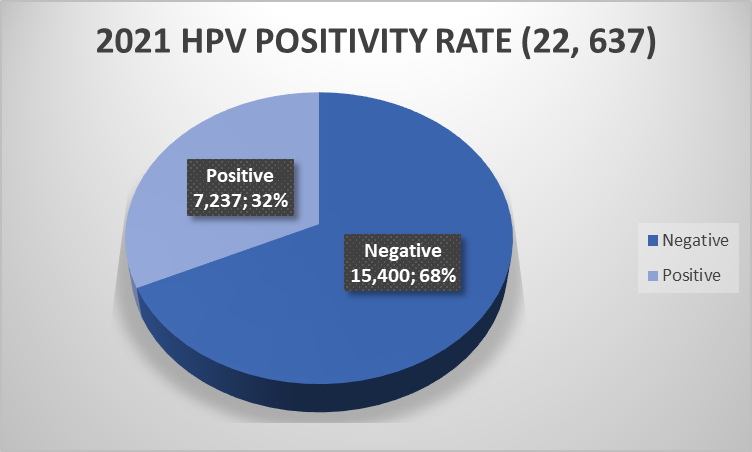 2021 HPV POSITIVITY RATE (22, 637)
Positive
7,237; 32%
Negative
15,400; 68%
Negative
Positive